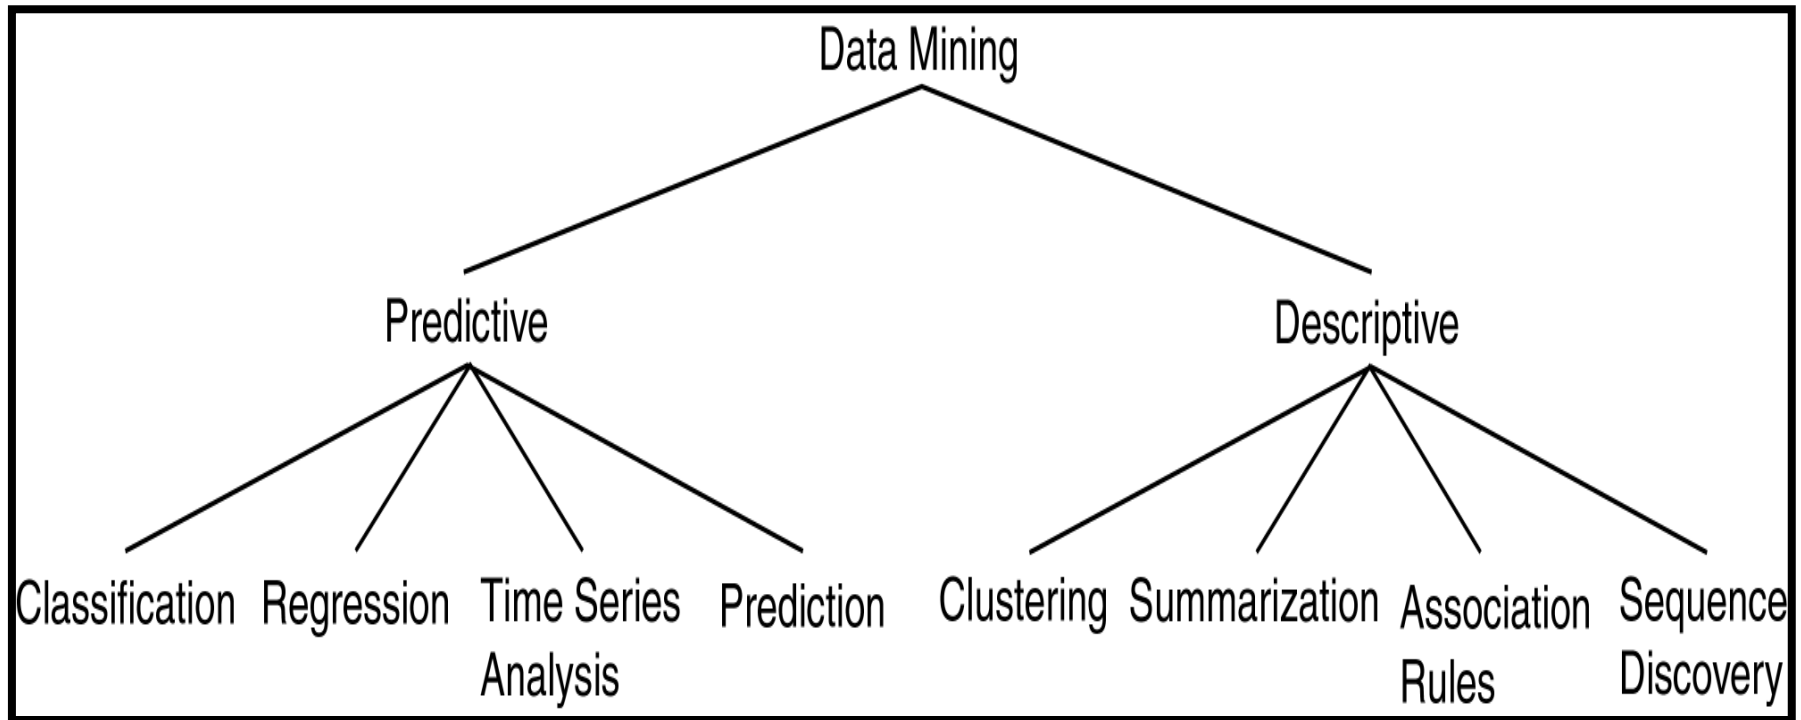 Data Mining
Predictive
Descriptive
Classification
Regression
Time Series
Analysis
Prediction
Clustering
Summarization
Association
Rules
Sequence
Discovery